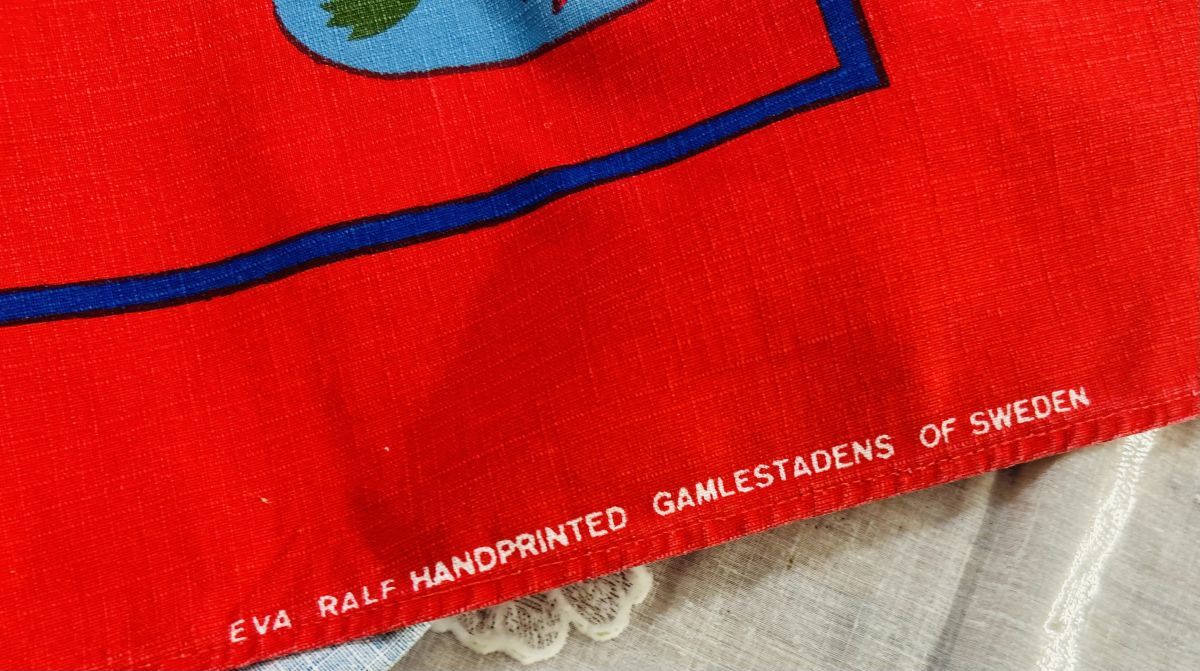 EVA RALF HANDPRINTED GAMLESTADENS OF SWEDEN